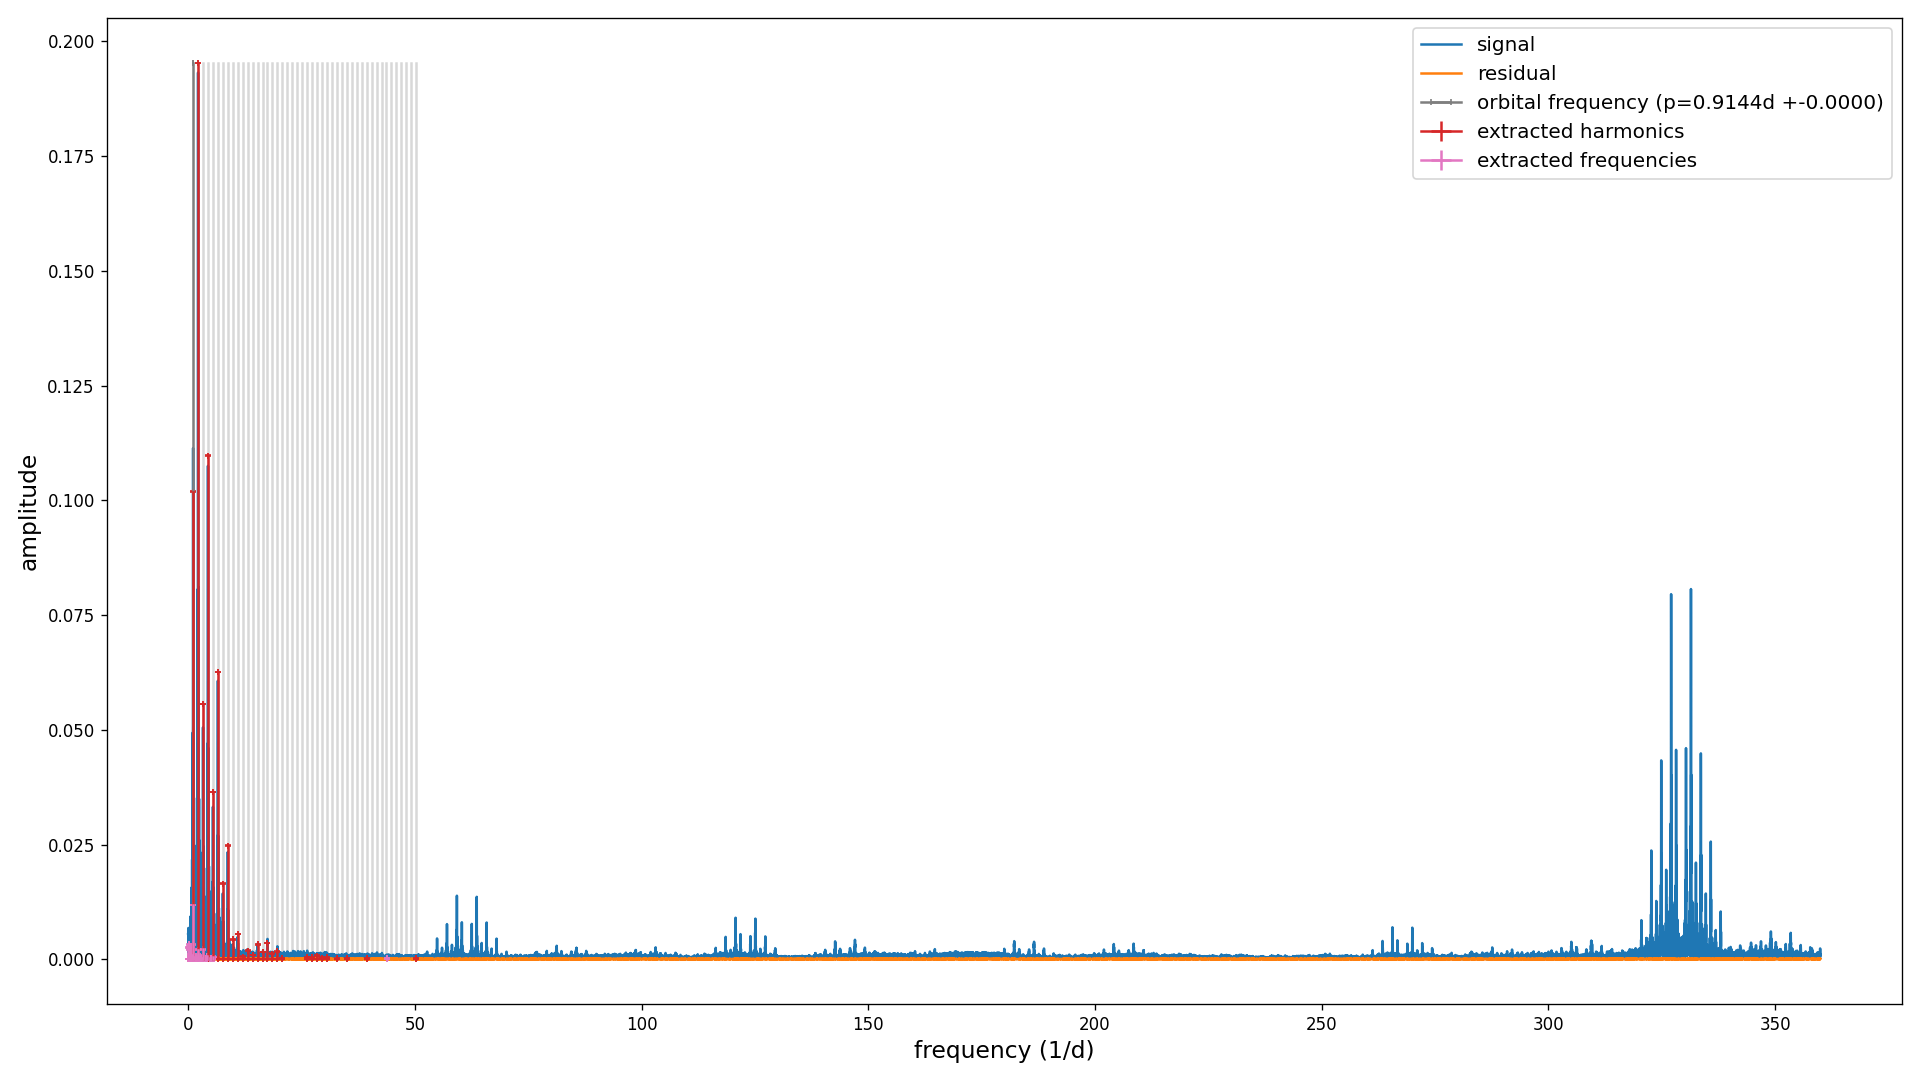 0.200
0.175
0.150
0.125
0.100
0.075
0.050
0.025
0.000
amplitude
0
50
100
150
200
250
300
350
frequency (1/d)
signal
residual
orbital frequency (p=0.9144d +-0.0000)
extracted harmonics
extracted frequencies